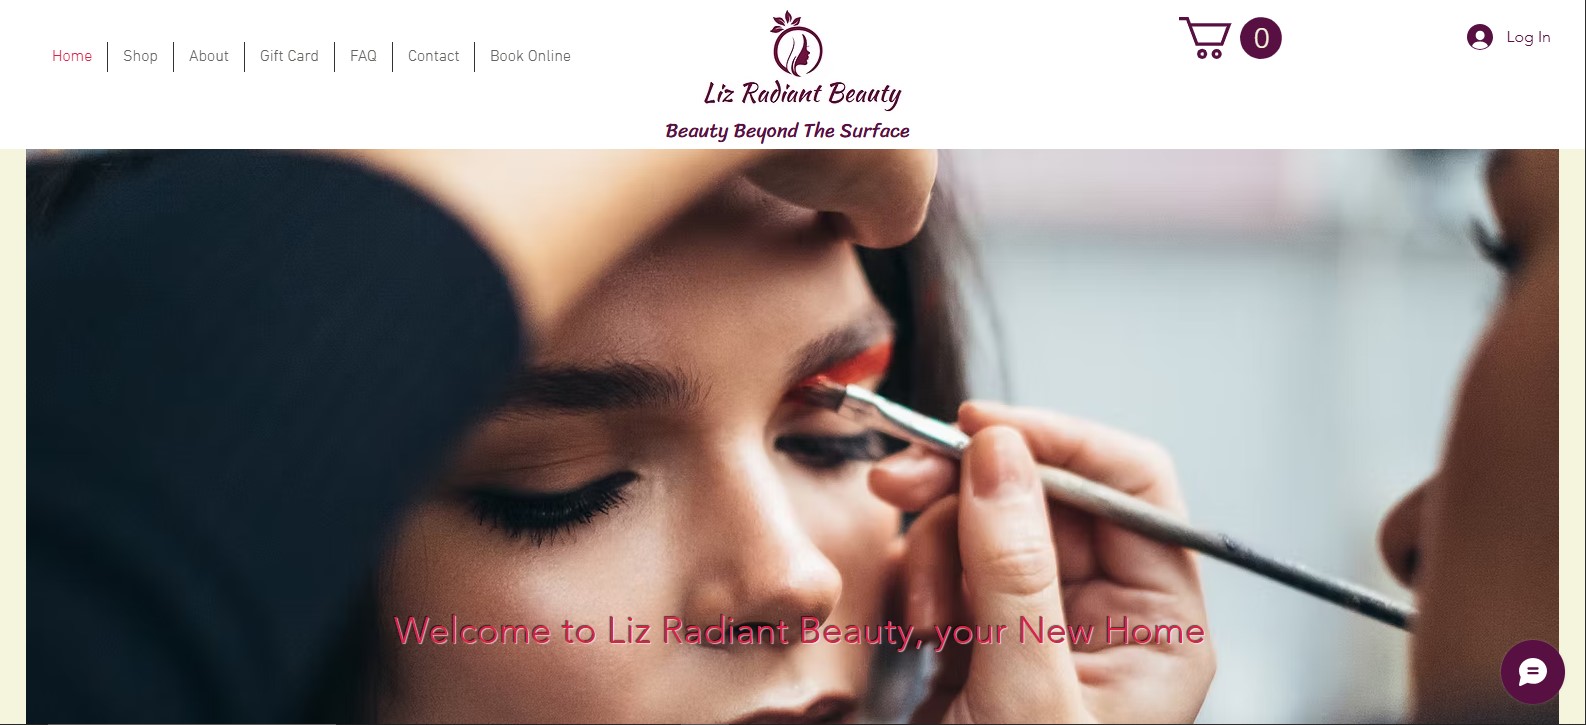 Home
Shop
About
Gift Card
FAQ
Contact
Book Online
Liz Radiant Beauty
Beauty Beyond The Surface
0
Log In
Welcome to Liz Radiant Beauty, your New Home